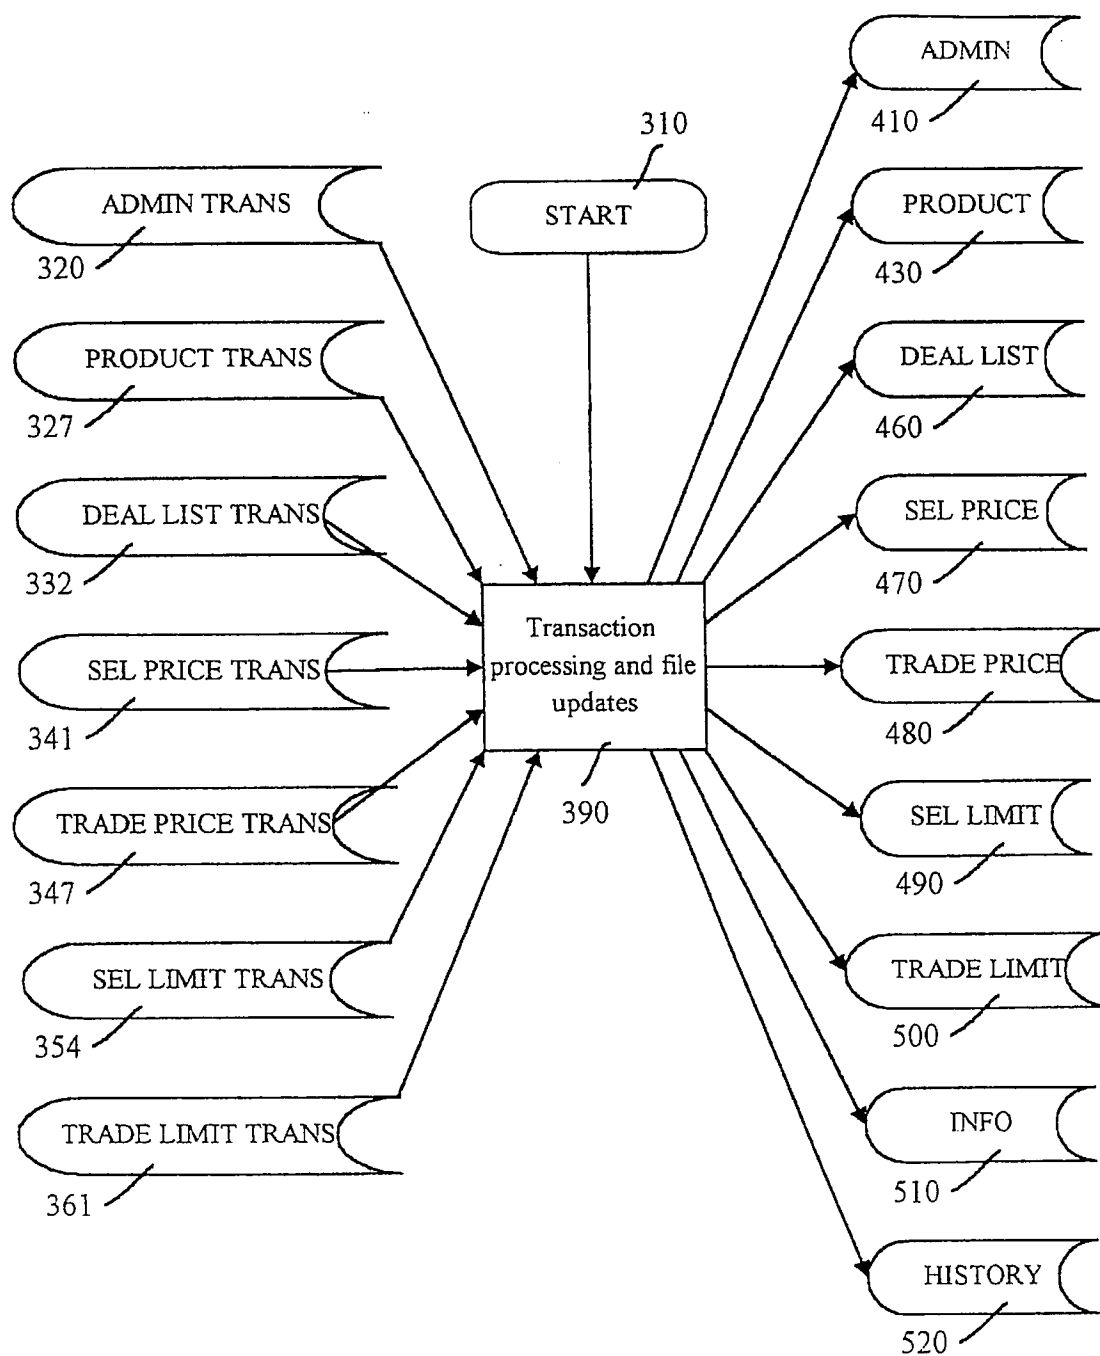 ADMIN
410
310
ADMIN TRANS
START
PRODUCT
320
430
PRODUCT TRANS
DEAL LIST
327
460
DEAL LIST TRANS
SEL PRICE
332
470
Transaction
processing and file
updates
SEL PRICE TRANS
TRADE PRICE
341
480
390
TRADE PRICE TRANS
SEL LIMIT
347
490
SEL LIMIT TRANS
TRADE LIMIT
354
500
TRADE LIMIT TRANS
INFO
361
510
HISTORY
520